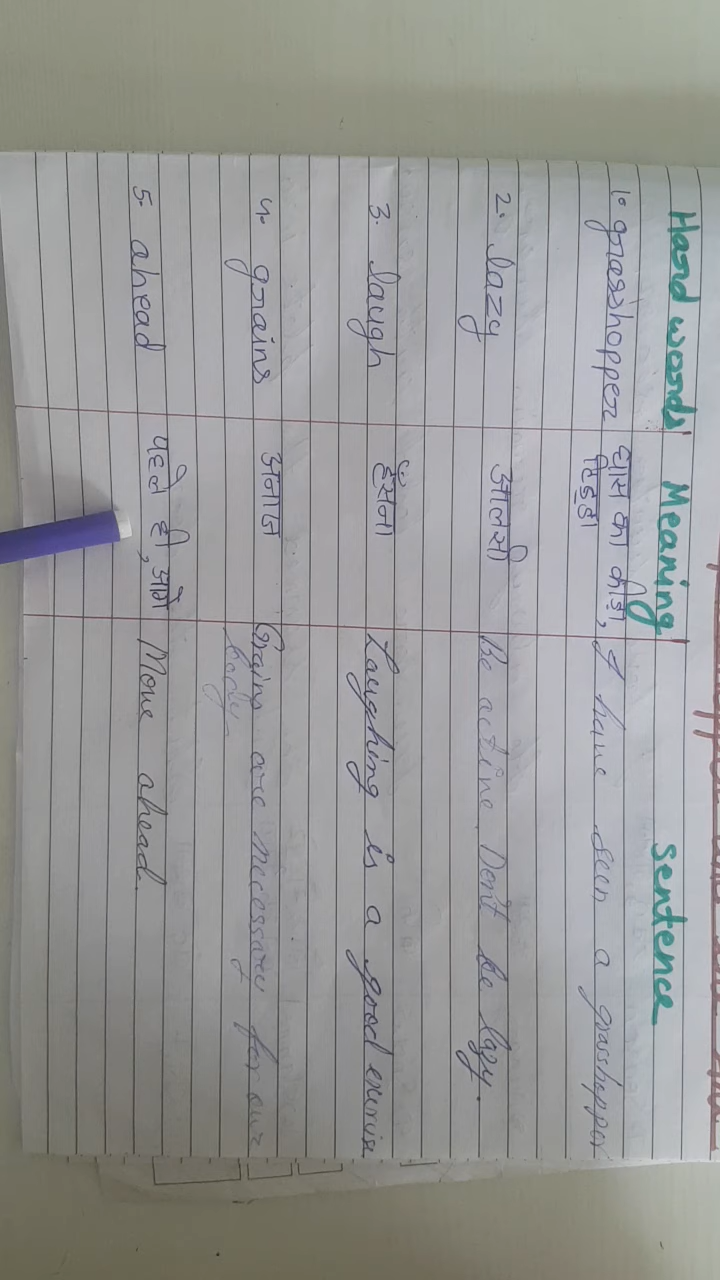 Hard words Meaning Sentence
1. grasshopper घास का कीड़ा, I have seen a grasshopper
टिड्डा
2. lazy आलसी Be active. Don't be lazy.
3. laugh हँसना Laughing is a good exercise
4. grains अनाज Grains are necessary for our
body
5. ahead पहले ही, आगे Move ahead.